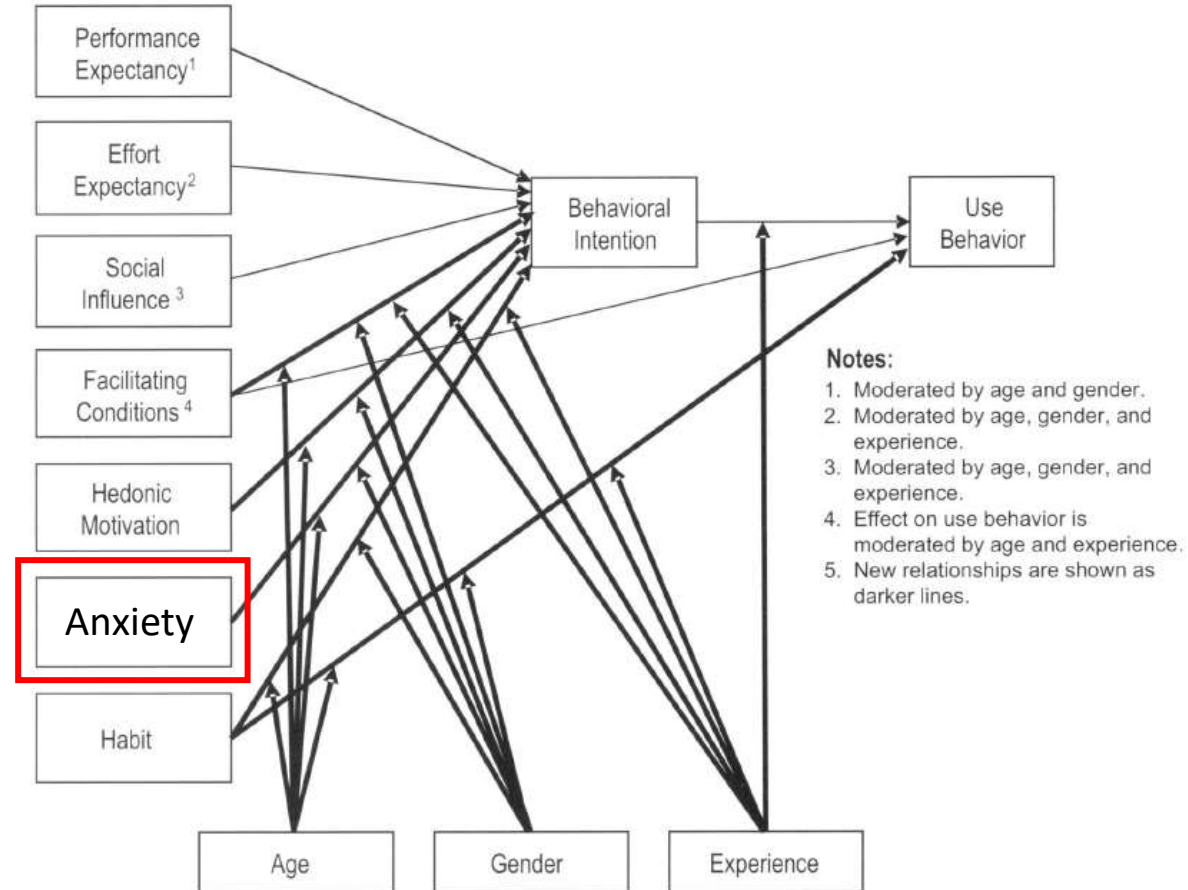 Performance
Expectancy¹
Effort
Expectancy²
Social
Influence ³
Facilitating
Conditions ⁴
Hedonic
Motivation
Anxiety
Habit
Behavioral
Intention
Use
Behavior
Notes:
1. Moderated by age and gender.
2. Moderated by age, gender, and
experience.
3. Moderated by age, gender, and
experience.
4. Effect on use behavior is
moderated by age and experience.
5. New relationships are shown as
darker lines.
Age
Gender
Experience